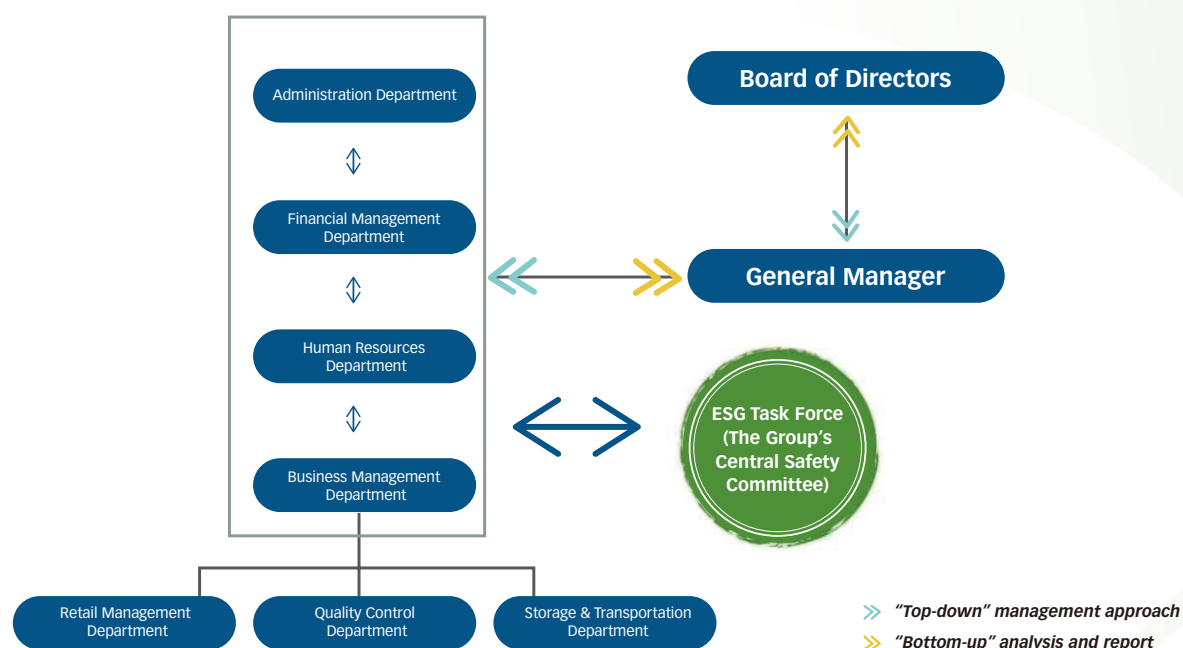 Administration Department
Financial Management
Department
Human Resources
Department
Business Management
Department
Retail Management
Department
Quality Control
Department
Storage & Transportation
Department
Board of Directors
General Manager
ESG Task Force
(The Group's
Central Safety
Committee)
"Top-down" management approach
"Bottom-up" analysis and report